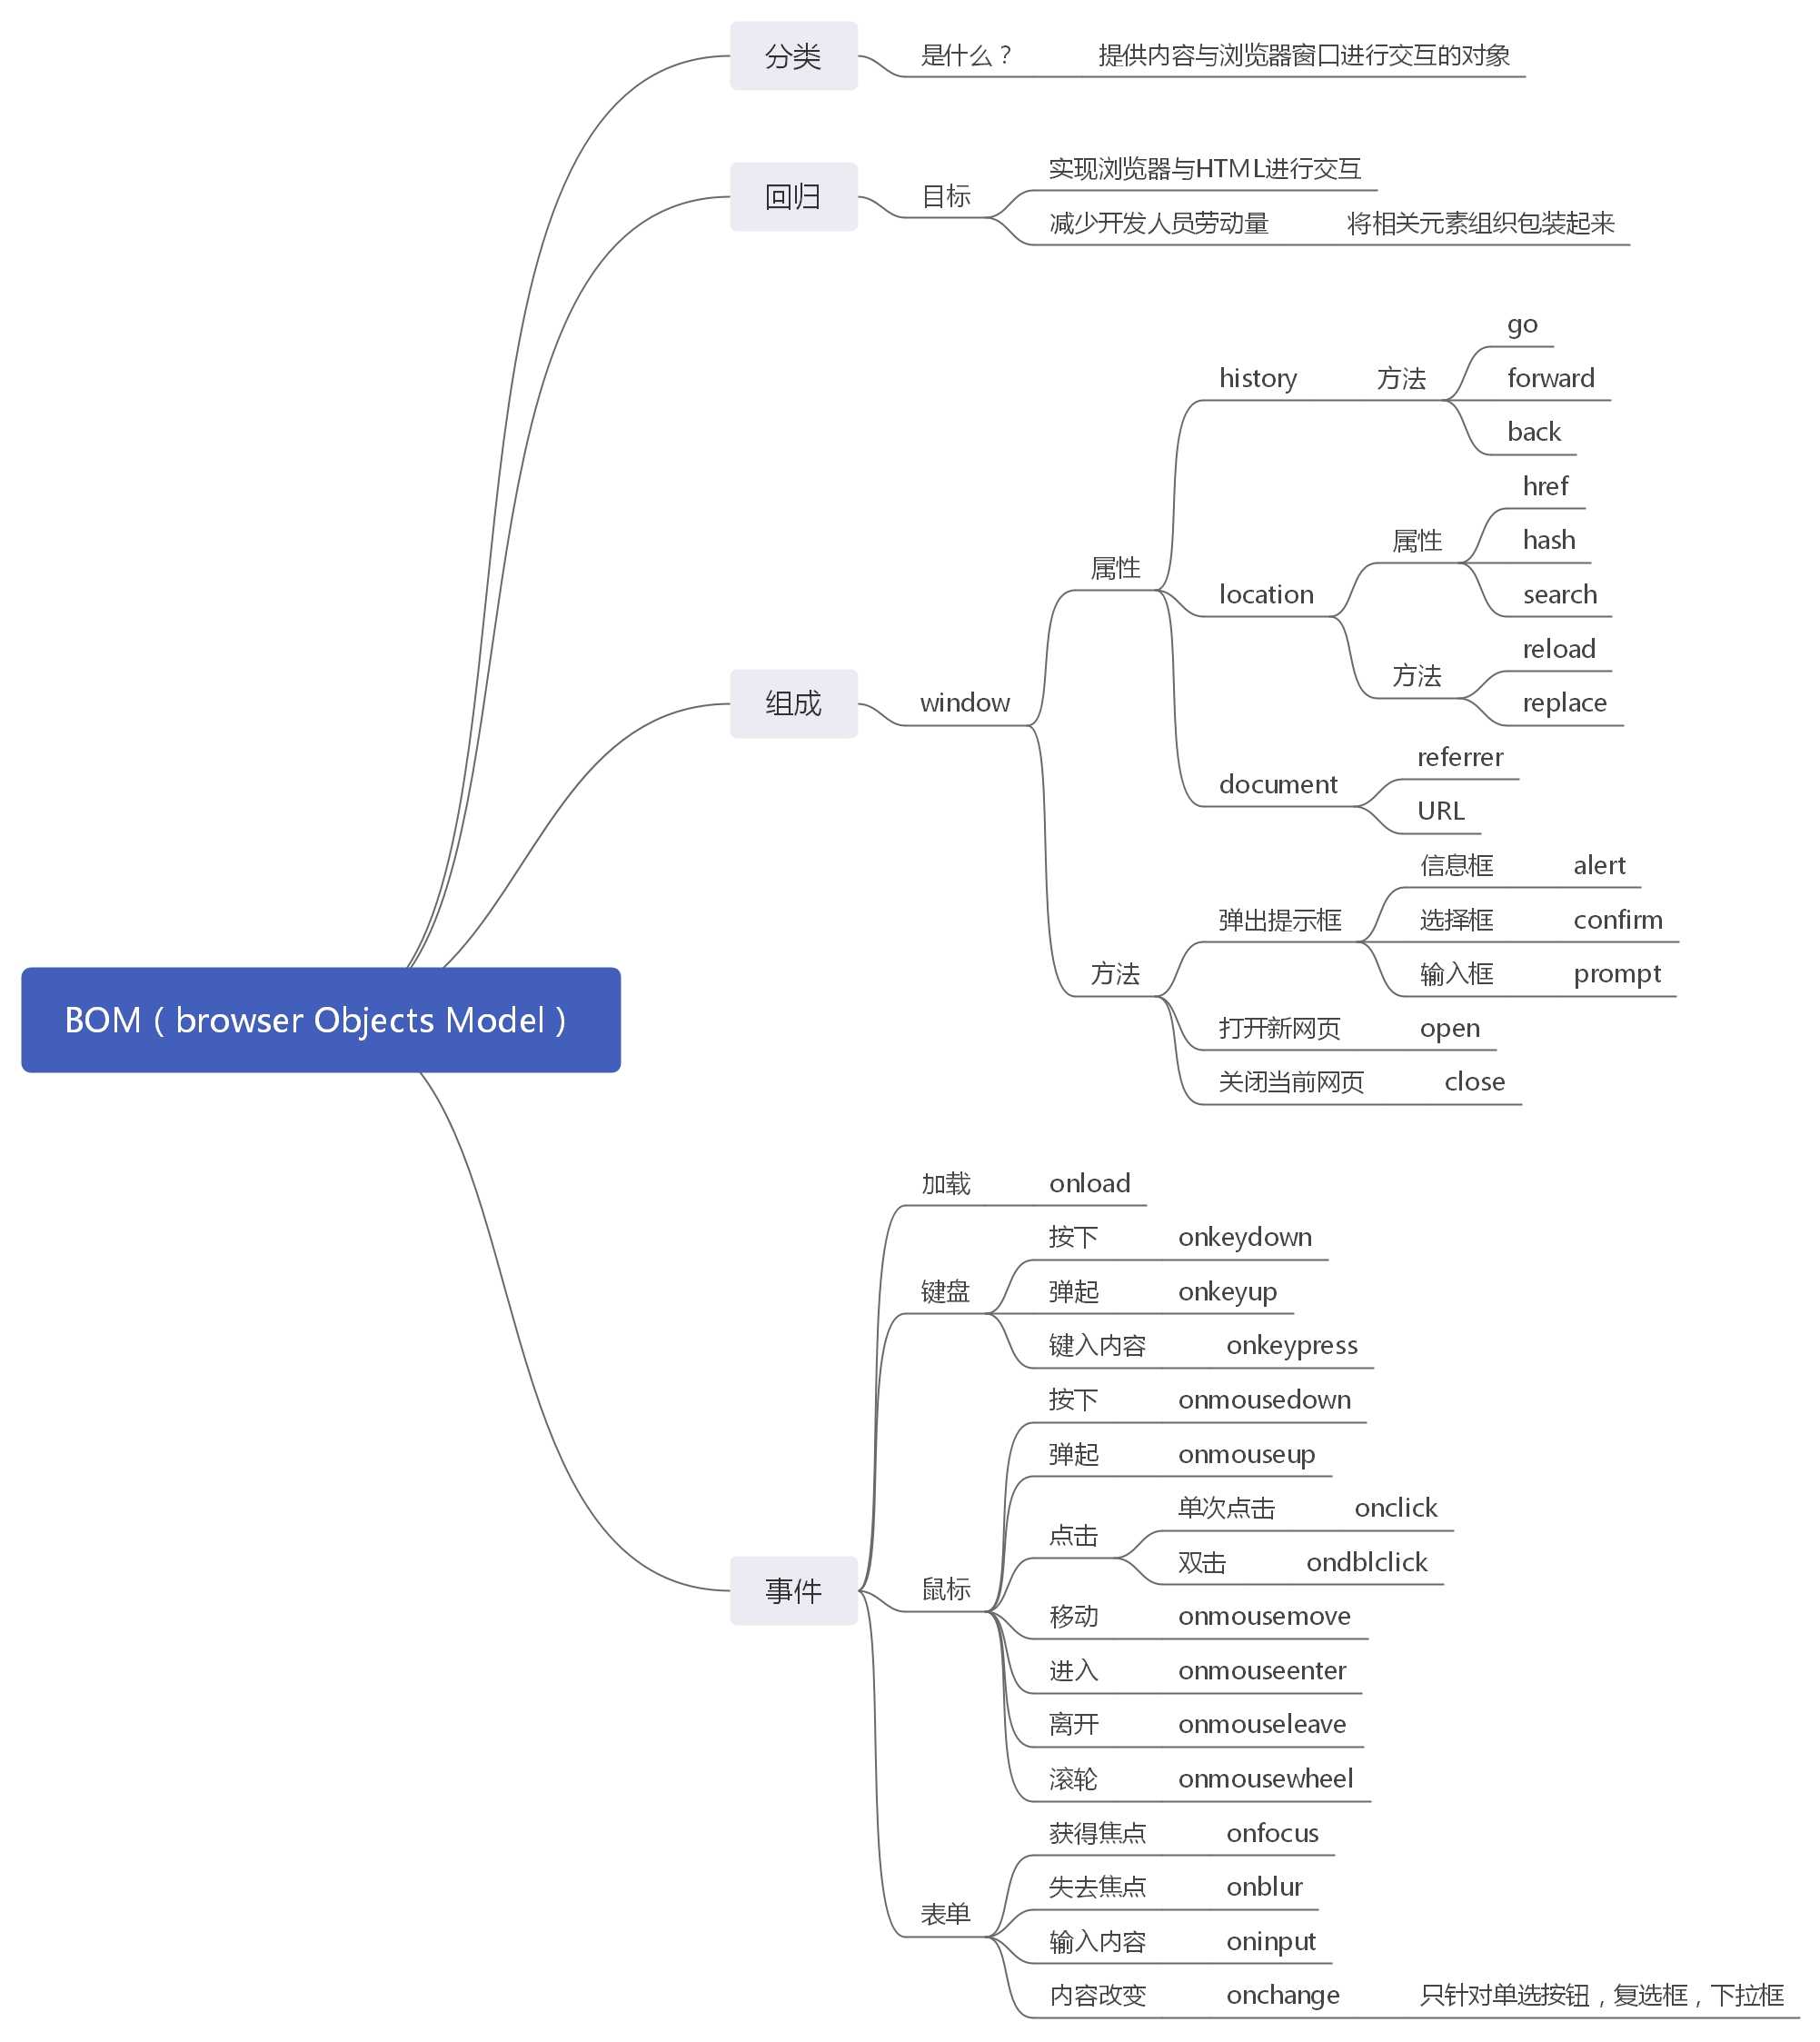 分类
是什么？
提供内容与浏览器窗口进行交互的对象
回归
目标
实现浏览器与HTML进行交互
减少开发人员劳动量
将相关元素组织包装起来
BOM（browser Objects Model）
组成
window
属性
history
方法
go
forward
back
location
属性
href
hash
search
方法
reload
replace
document
referrer
URL
方法
弹出提示框
信息框
alert
选择框
confirm
输入框
prompt
打开新网页
open
关闭当前网页
close
事件
加载
onload
键盘
按下
onkeydown
弹起
onkeyup
键入内容
onkeypress
鼠标
按下
onmousedown
弹起
onmouseup
点击
单次点击
onclick
双击
ondblclick
移动
onmousemove
进入
onmouseenter
离开
onmouseleave
滚轮
onmousewheel
表单
获得焦点
onfocus
失去焦点
onblur
输入内容
oninput
内容改变
onchange
只针对单选按钮，复选框，下拉框